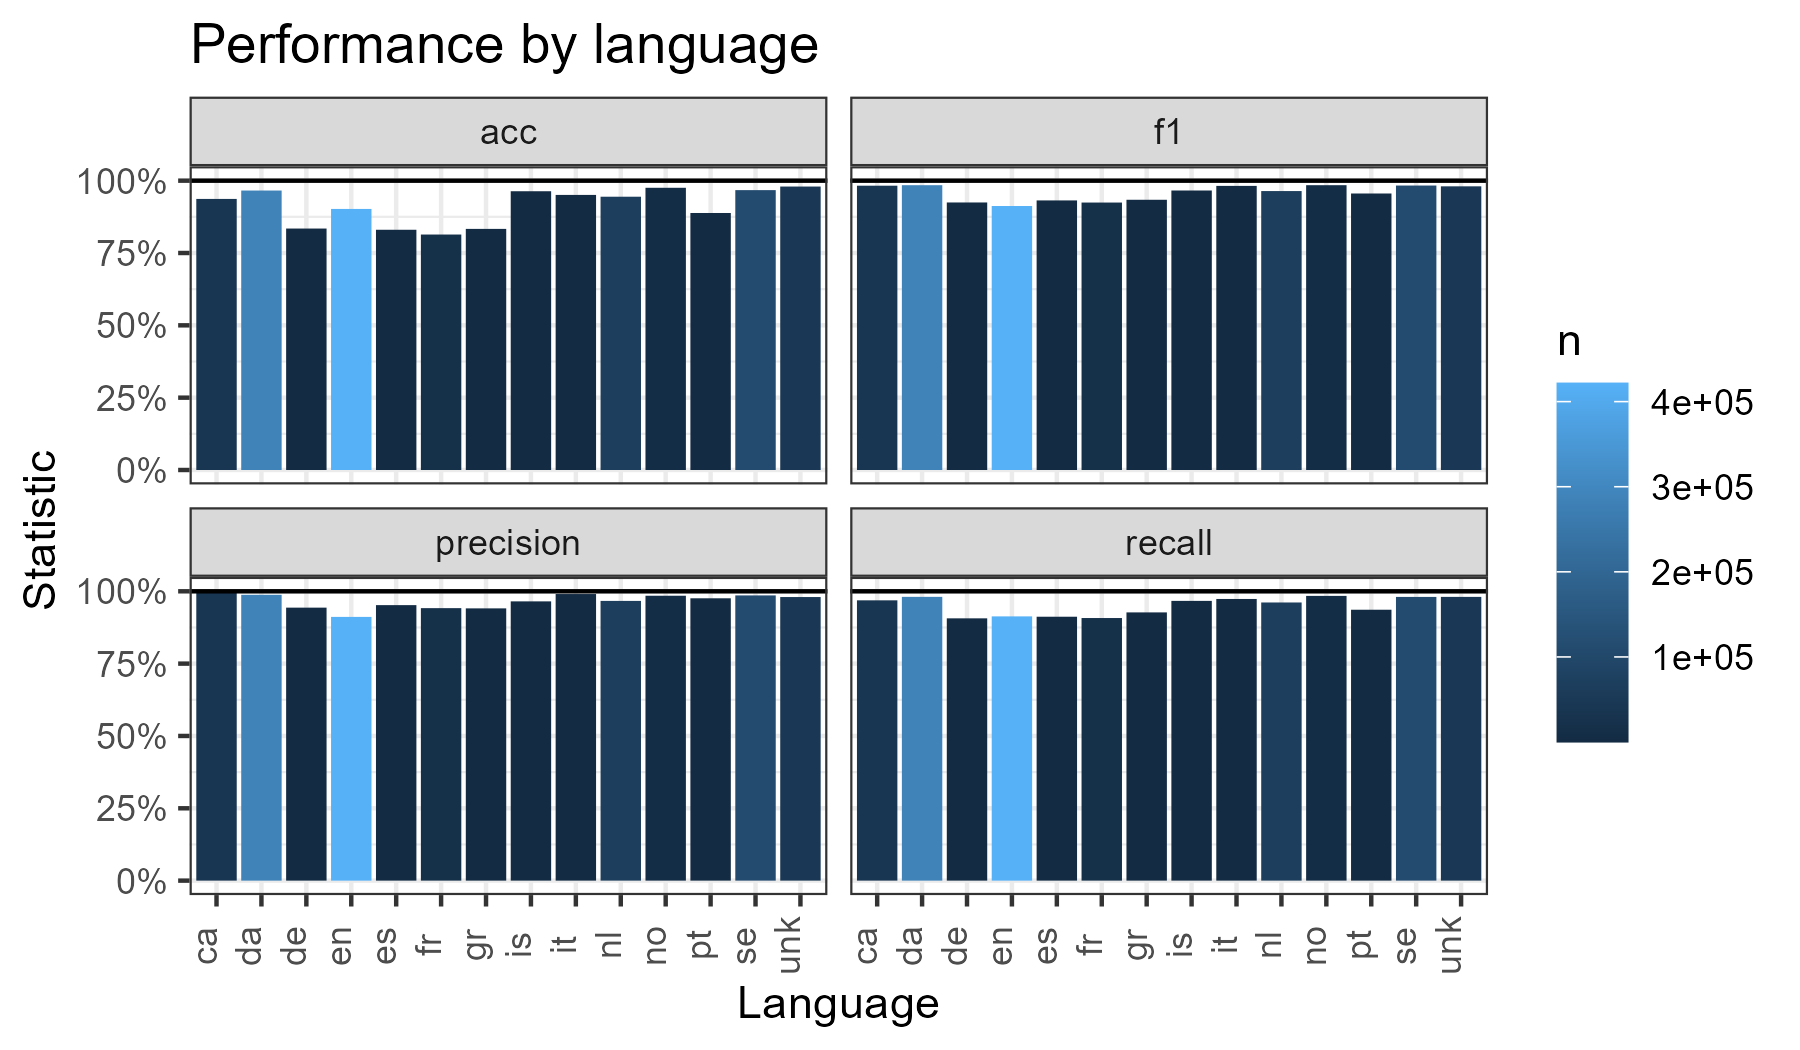 Performance by language
acc
f1
100%
75%
50%
25%
0%
precision
recall
100%
75%
50%
25%
0%
Statistic
ca da de en es fr gr is it nl no pt se unk
ca da de en es fr gr is it nl no pt se unk
Language
n
4e+05
3e+05
2e+05
1e+05